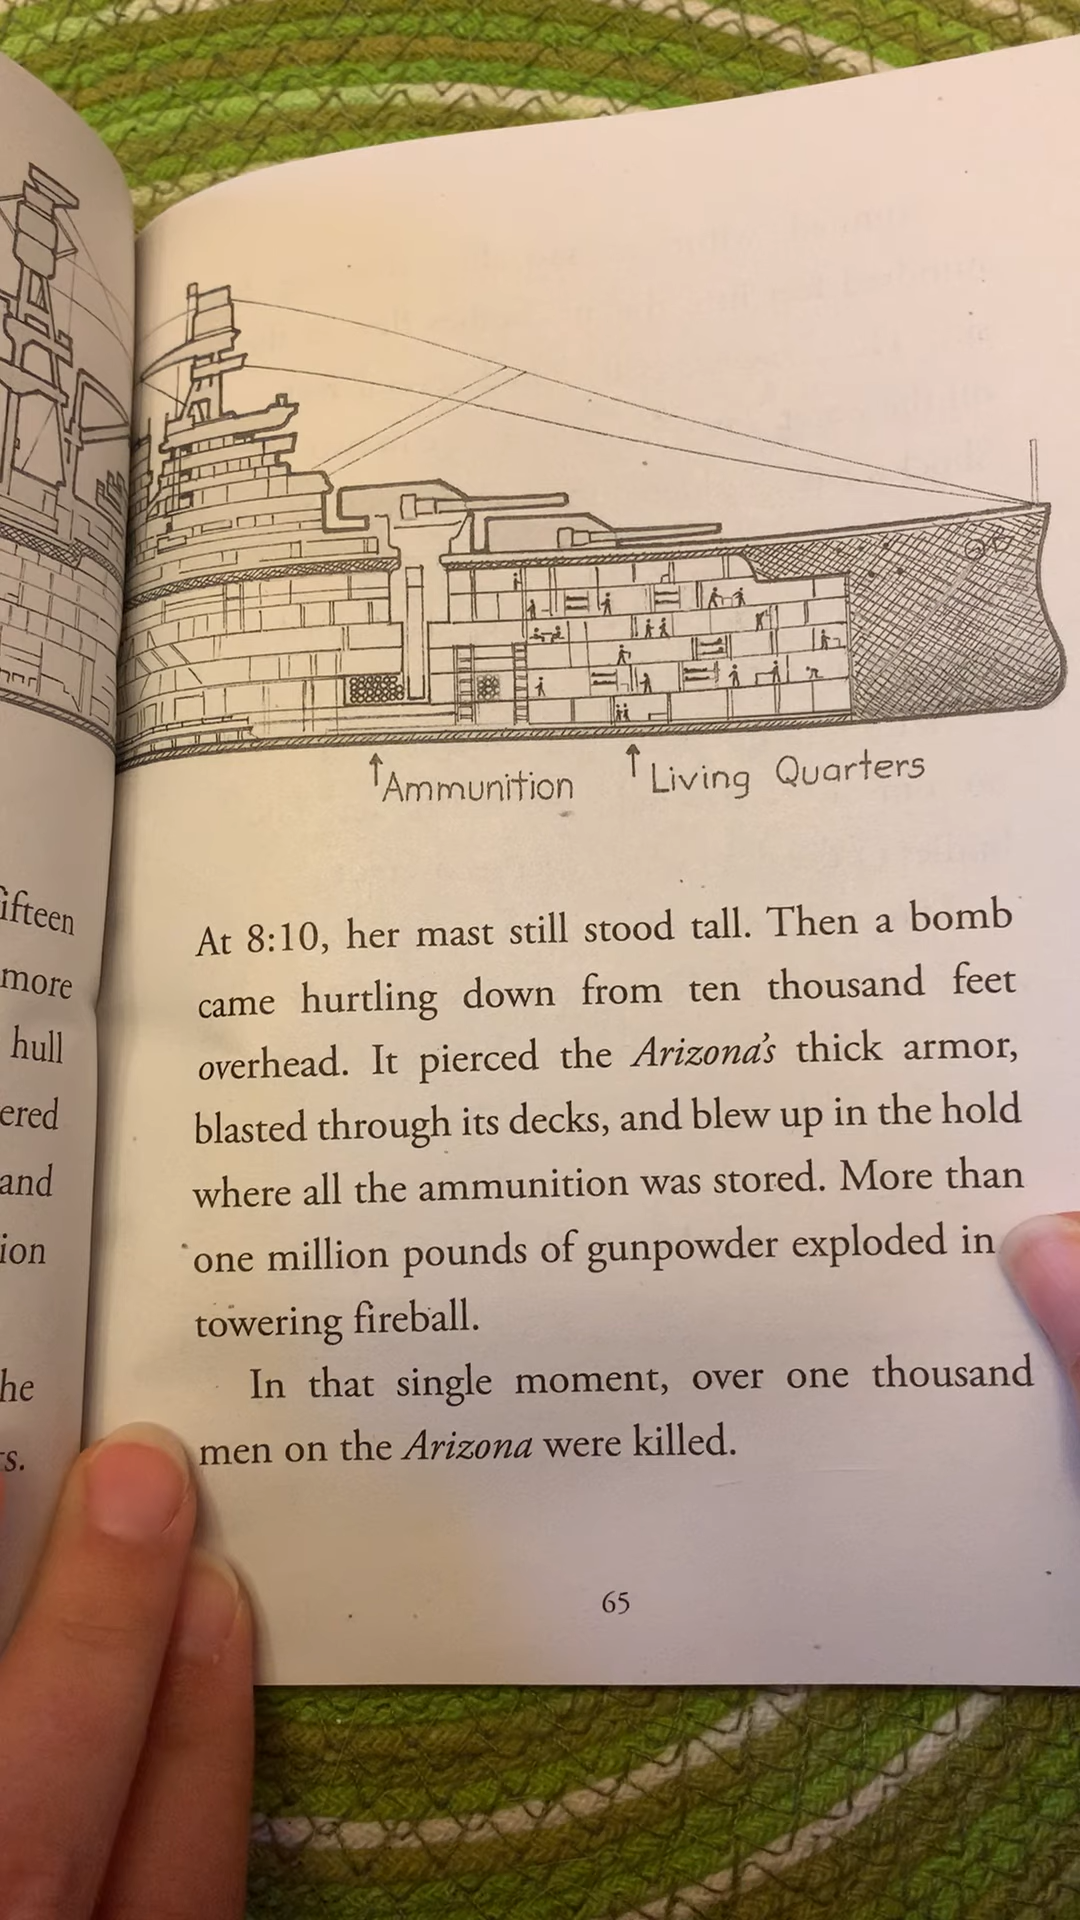 ifteen
more
hull
ered
and
ion
he
s.
Ammunition
Living Quarters
At 8:10, her mast still stood tall. Then a bomb
came hurtling down from ten thousand feet
overhead. It pierced the Arizona's thick armor,
blasted through its decks, and blew up in the hold
where all the ammunition was stored. More than
one million pounds of gunpowder exploded in
towering fireball.
In that single moment, over one thousand
men on the Arizona were killed.
65